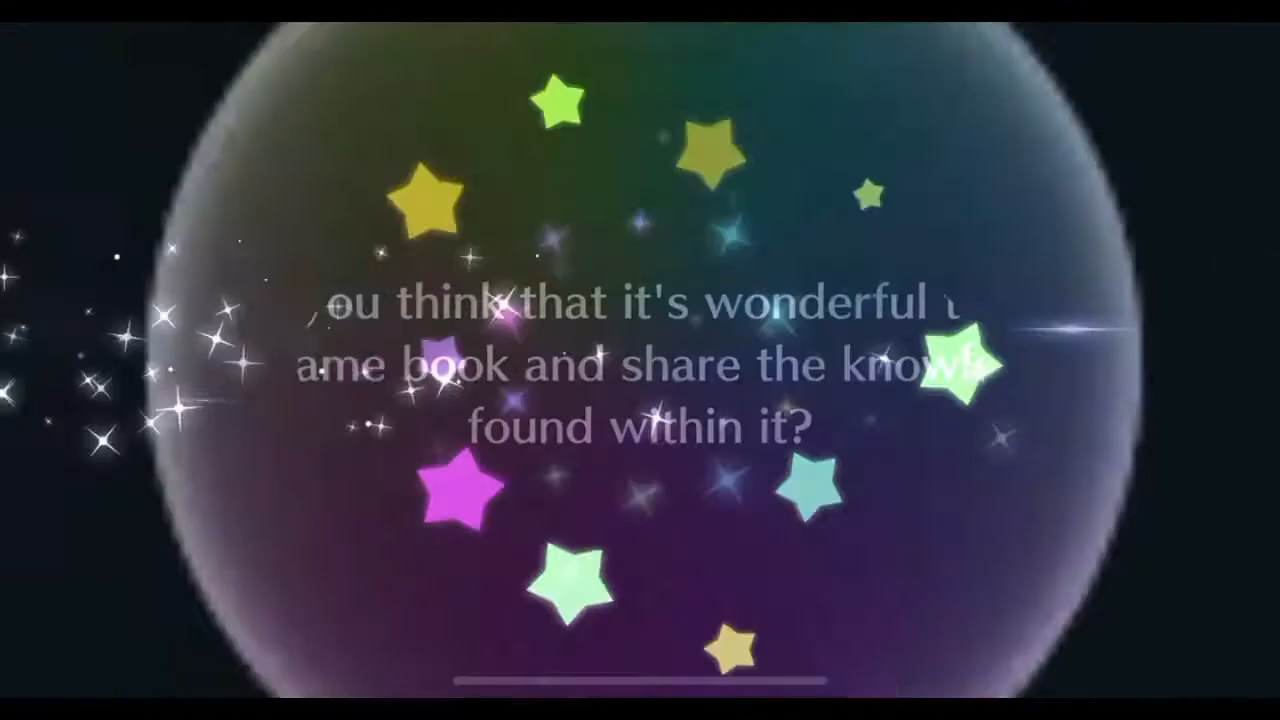 ou think that it's wonderful
ame book and share the know
found within it?